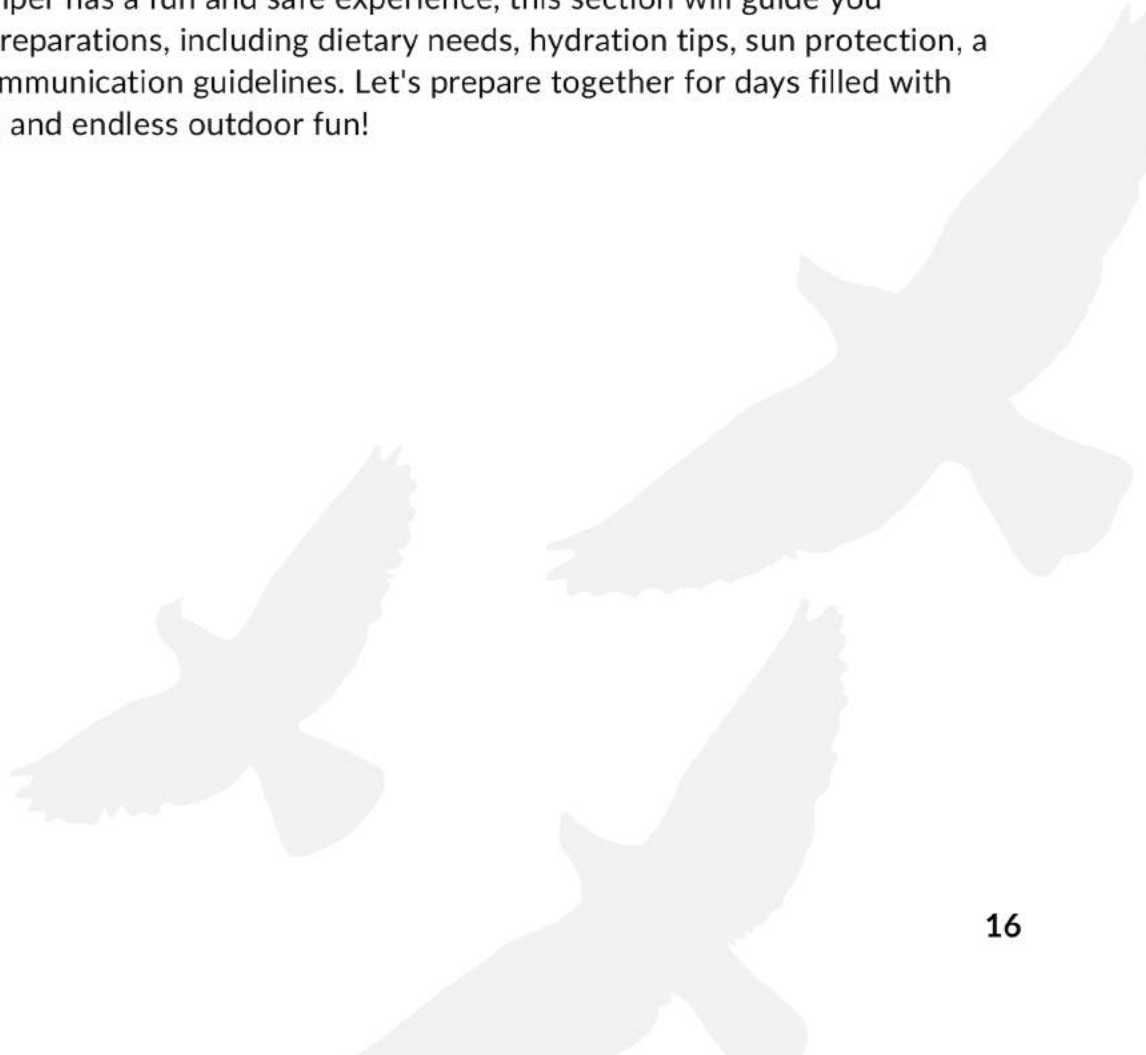 has a fun and safe experience, this section will guide you
reparations, including dietary needs, hydration tips, sun protection, a
mmunication guidelines. Let's prepare together for days filled with
and endless outdoor fun!
16